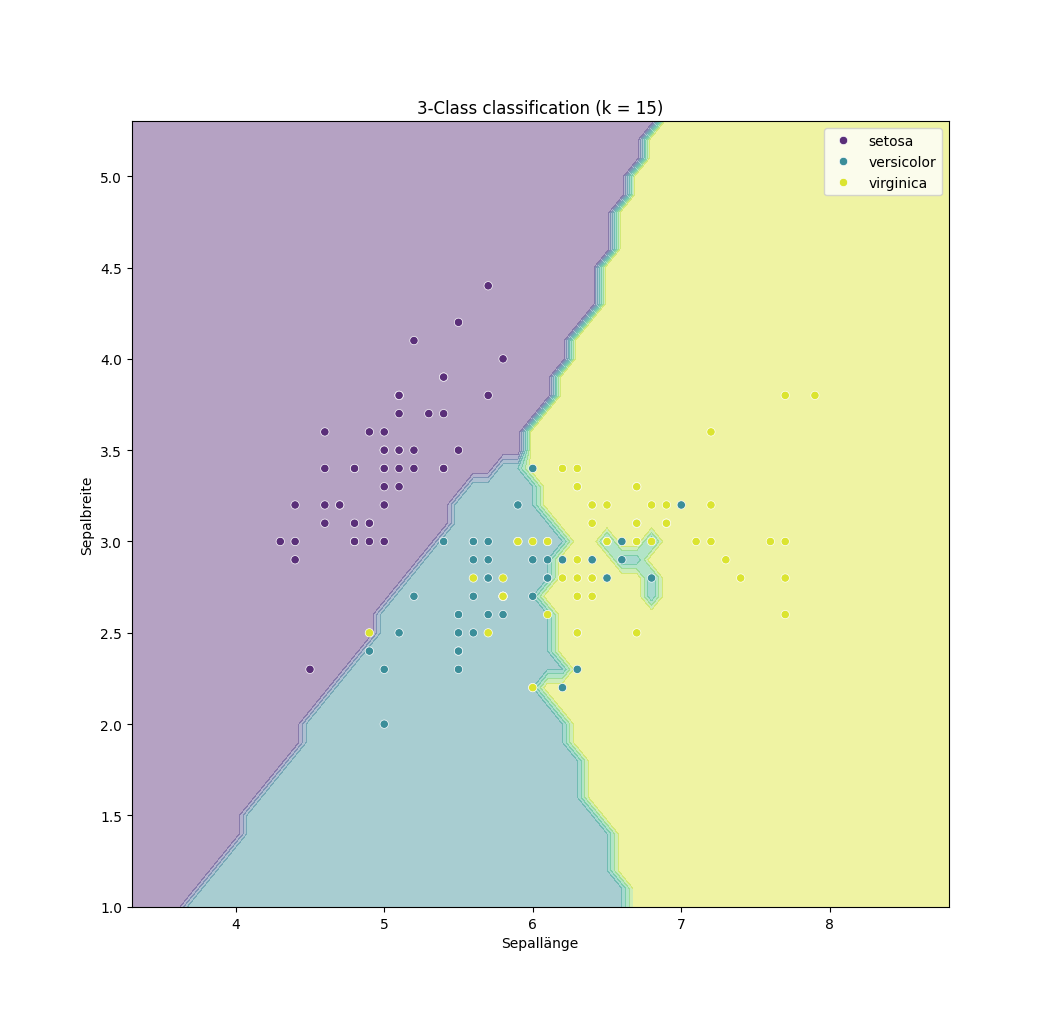 3-Class classification (k = 15)
setosa
versicolor
virginica
5.0
4.5
4.0
3.5
3.0
2.5
2.0
1.5
1.0
Sepalbreite
4 5 6 7 8
Sepallänge